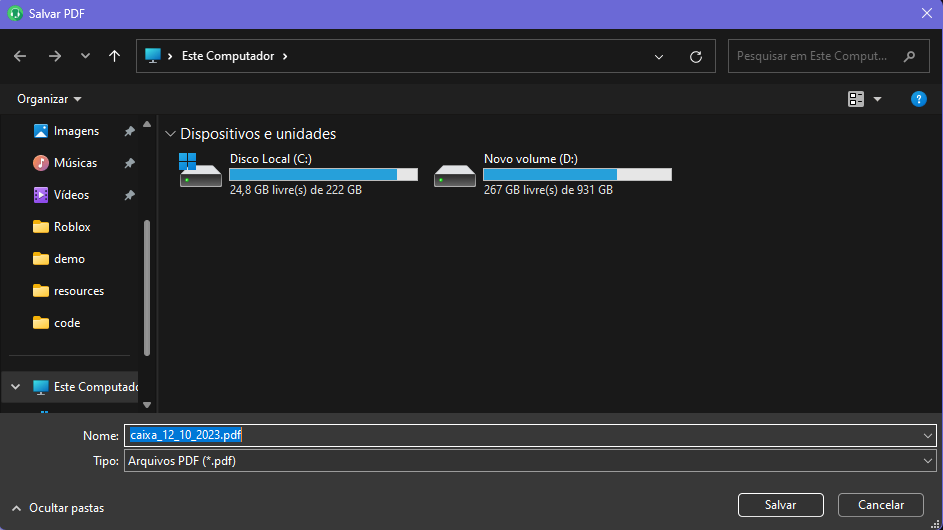 Salvar PDF
Este Computador
Pesquisar em Este Comput...
Organizar
?
Imagens
Músicas
Vídeos
Roblox
demo
resources
code
Este Computado
Dispositivos e unidades
Disco Local (C:)
24,8 GB livre(s) de 222 GB
Novo volume (D:)
267 GB livre(s) de 931 GB
Nome: caixa_12_10_2023.pdf
Tipo: Arquivos PDF (*.pdf)
Ocultar pastas
Salvar
Cancelar